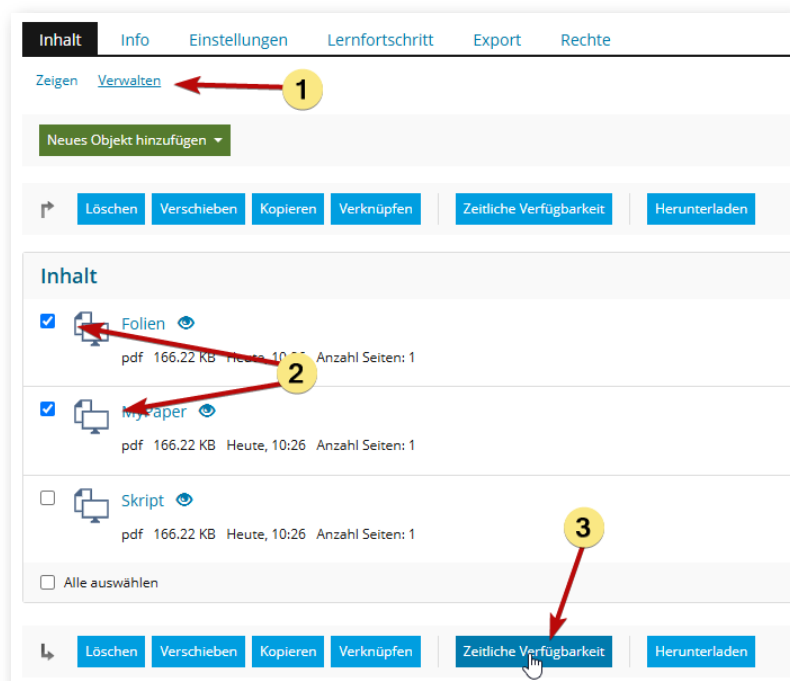 Inhalt Info Einstellungen Lernfortschritt Export Rechte
Zeigen Verwalten
1
Neues Objekt hinzufügen
Löschen Verschieben Kopieren Verknüpfen Zeitliche Verfügbarkeit Herunterladen
Inhalt
Folien
pdf 166.22 KB Heute, Anzahl Seiten: 1
2
MyPaper
pdf 166.22 KB Heute, 10:26 Anzahl Seiten: 1
Skript
pdf 166.22 KB Heute, 10:26 Anzahl Seiten: 1
3
Alle auswählen
Löschen Verschieben Kopieren Verknüpfen Zeitliche Verfügbarkeit Herunterladen